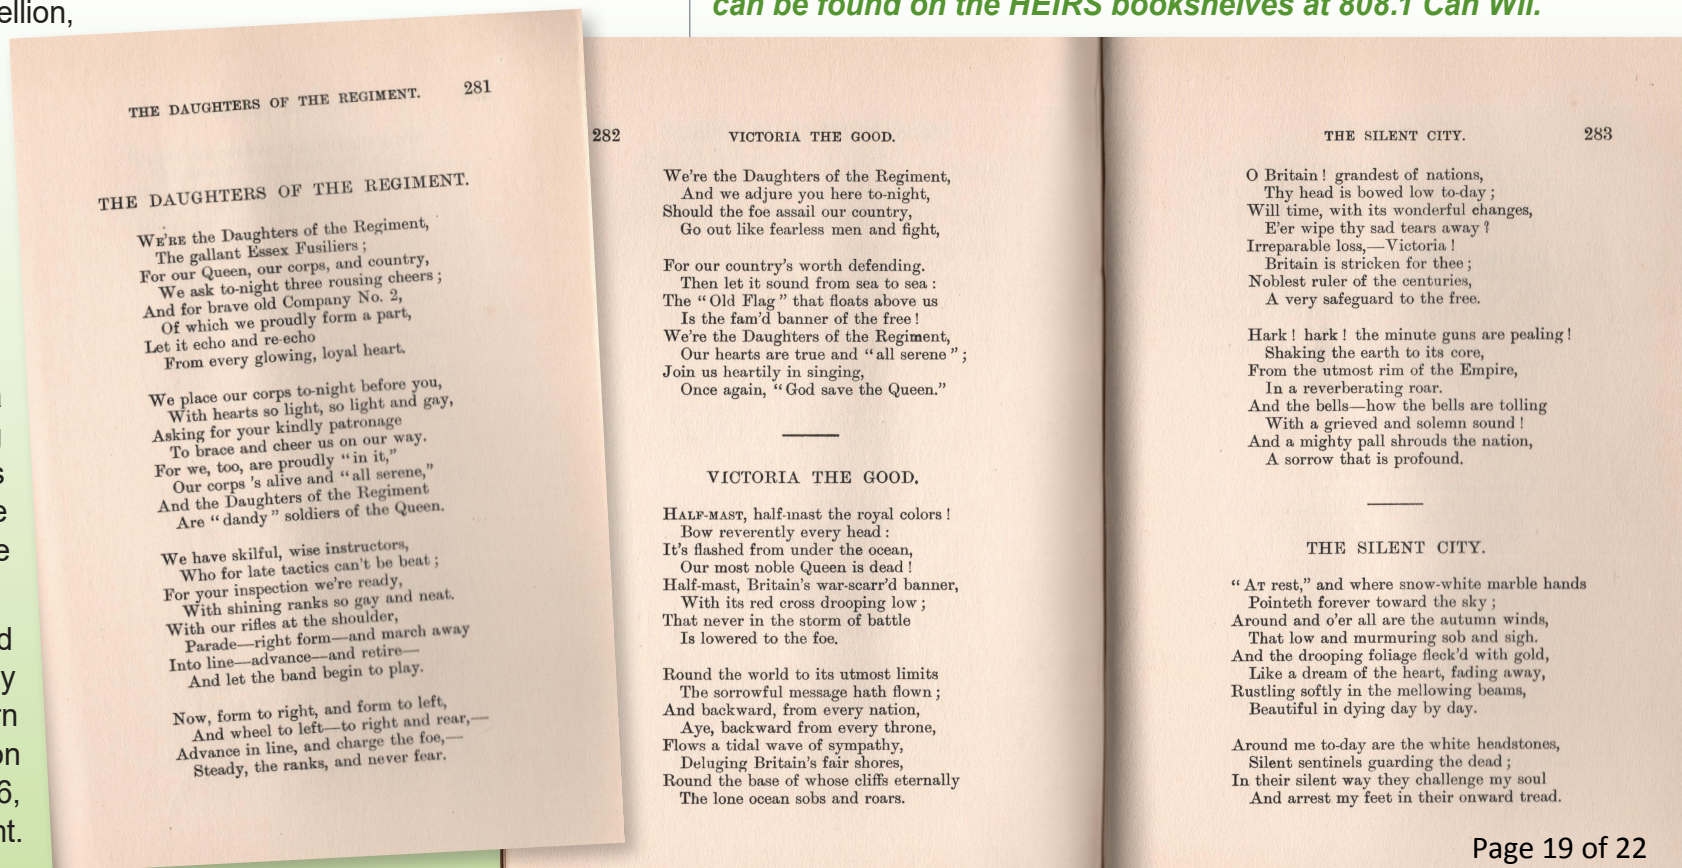 ellion,
can be found on the HEIRS bookshelves at 808.1 Can Wil.
s
e
e
d
y
rn
on
6,
nt.
THE DAUGHTERS OF THE REGIMENT. 281
THE DAUGHTERS OF THE REGIMENT.
WE'RE the Daughters of the Regiment,
The gallant Essex Fusiliers;
For our Queen, our corps, and country,
We ask to-night three rousing cheers;
And for brave old Company No. 2,
Of which we proudly form a part,
Let it echo and re-echo
From every glowing, loyal heart.
We place our corps to-night before you,
With hearts so light, so light and gay,
Asking for your kindly patronage
To brace and cheer us on our way.
For we, too, are proudly "in it,"
Our corps 's alive and "all serene,"
And the Daughters of the Regiment
Are "dandy" soldiers of the Queen.
We have skilful, wise instructors,
Who for late tactics can't be beat;
For your inspection we're ready,
With shining ranks so gay and neat.
With our rifles at the shoulder,
Parade—right form—and march away
Into line—advance—and retire—
And let the band begin to play.
Now, form to right, and form to left,
And wheel to left—to right and rear,—
Advance in line, and charge the foe,—
Steady, the ranks, and never fear.
282 VICTORIA THE GOOD.
We're the Daughters of the Regiment,
And we adjure you here to-night,
Should the foe assail our country,
Go out like fearless men and fight,
For our country's worth defending.
Then let it sound from sea to sea:
The "Old Flag" that floats above us
Is the fam'd banner of the free!
We're the Daughters of the Regiment,
Our hearts are true and "all serene";
Join us heartily in singing,
Once again, "God save the Queen."
VICTORIA THE GOOD.
HALF-MAST, half-mast the royal colors!
Bow reverently every head:
It's flashed from under the ocean,
Our most noble Queen is dead!
Half-mast, Britain's war-scarr'd banner,
With its red cross drooping low;
That never in the storm of battle
Is lowered to the foe.
Round the world to its utmost limits
The sorrowful message hath flown;
And backward, from every nation,
Aye, backward from every throne,
Flows a tidal wave of sympathy,
Deluging Britain's fair shores,
Round the base of whose cliffs eternally
The lone ocean sobs and roars.
THE SILENT CITY. 283
O Britain! grandest of nations,
Thy head is bowed low to-day;
Will time, with its wonderful changes,
E'er wipe thy sad tears away?
Irreparable loss,—Victoria!
Britain is stricken for thee;
Noblest ruler of the centuries,
A very safeguard to the free.
Hark! hark! the minute guns are pealing!
Shaking the earth to its core,
From the utmost rim of the Empire,
In a reverberating roar.
And the bells—how the bells are tolling
With a grieved and solemn sound!
And a mighty pall shrouds the nation,
A sorrow that is profound.
THE SILENT CITY.
"AT rest," and where snow-white marble hands
Pointeth forever toward the sky;
Around and o'er all are the autumn winds,
That low and murmuring sob and sigh.
And the drooping foliage fleck'd with gold,
Like a dream of the heart, fading away,
Rustling softly in the mellowing beams,
Beautiful in dying day by day.
Around me to-day are the white headstones,
Silent sentinels guarding the dead;
In their silent way they challenge my soul
And arrest my feet in their onward tread.
Page 19 of 22